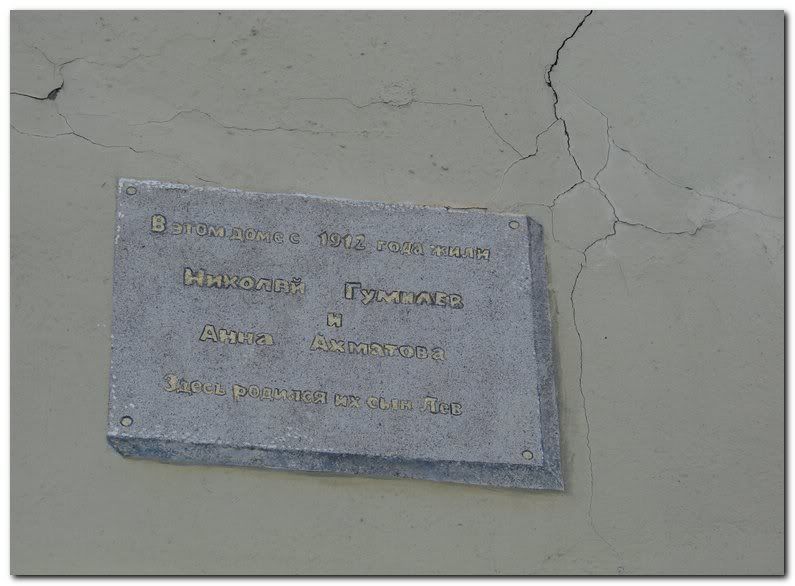 В этом доме с 1912 года жили
Николай Гумилев
и
Анна Ахматова
Здесь родился их сын Лев